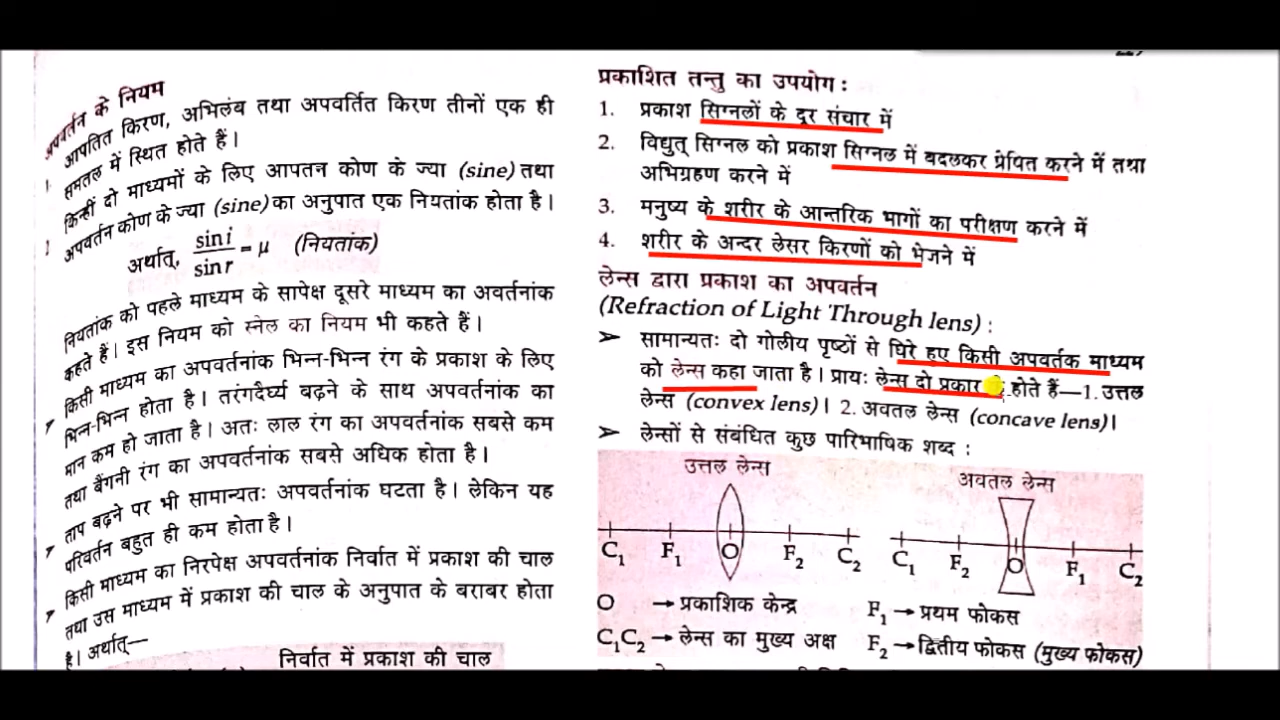 अपवर्तन के नियम
1. आपतित किरण, अभिलंब तथा अपवर्तित किरण तीनों एक ही
समतल में स्थित होते हैं।
किन्हीं दो माध्यमों के लिए आपतन कोण के ज्या (sine) तथा
अपवर्तन कोण के ज्या (sine) का अनुपात एक नियतांक होता है।
अर्थात्, sin i / sin r = μ (नियतांक)
नियतांक को पहले माध्यम के सापेक्ष दूसरे माध्यम का अवर्तनांक
कहते हैं। इस नियम को स्नेल का नियम भी कहते हैं।
किसी माध्यम का अपवर्तनांक भिन्न-भिन्न रंग के प्रकाश के लिए
भिन्न-भिन्न होता है। तरंगदैर्घ्य बढ़ने के साथ अपवर्तनांक का
मान कम हो जाता है। अतः लाल रंग का अपवर्तनांक सबसे कम
तथा बैंगनी रंग का अपवर्तनांक सबसे अधिक होता है।
ताप बढ़ने पर भी सामान्यतः अपवर्तनांक घटता है। लेकिन यह
परिवर्तन बहुत ही कम होता है।
किसी माध्यम का निरपेक्ष अपवर्तनांक निर्वात में प्रकाश की चाल
तथा उस माध्यम में प्रकाश की चाल के अनुपात के बराबर होता
है। अर्थात्—
निर्वात में प्रकाश की चाल
प्रकाशित तन्तु का उपयोग :
1. प्रकाश सिग्नलों के दूर संचार में
2. विद्युत् सिग्नल को प्रकाश सिग्नल में बदलकर प्रेषित करने में तथा
अभिग्रहण करने में
3. मनुष्य के शरीर के आन्तरिक भागों का परीक्षण करने में
4. शरीर के अन्दर लेसर किरणों को भेजने में
लेन्स द्वारा प्रकाश का अपवर्तन
(Refraction of Light Through lens) :
➢ सामान्यतः दो गोलीय पृष्ठों से घिरे हुए किसी अपवर्तक माध्यम
को लेन्स कहा जाता है। प्रायः लेन्स दो प्रकार होते हैं—1. उत्तल
लेन्स (convex lens)। 2. अवतल लेन्स (concave lens)।
➢ लेन्सों से संबंधित कुछ पारिभाषिक शब्द :
उत्तल लेन्स अवतल लेन्स
C₁ F₁ O F₂ C₂ C₁ F₂ O F₁ C₂
O → प्रकाशिक केन्द्र F₁ → प्रथम फोकस
C₁C₂ → लेन्स का मुख्य अक्ष F₂ → द्वितीय फोकस (मुख्य फोकस)